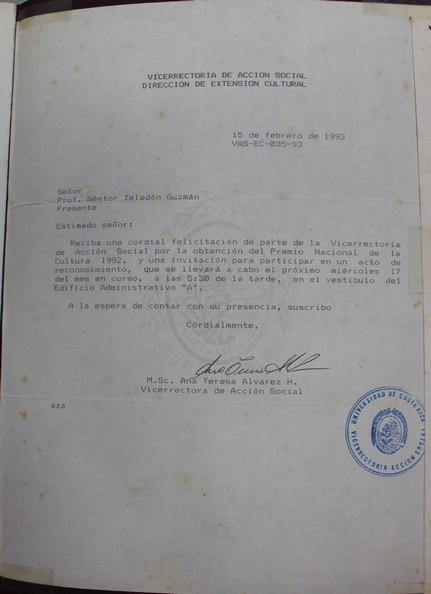 VICERRECTORIA DE ACCION SOCIAL
DIRECCION DE EXTENSION CULTURAL
15 de febrero de 1993
VAS-EC-035-93
Señor
Prof. Néstor Zeledón Guzmán
Presente
Estimado señor:
Reciba una cordial felicitación de parte de la Vicerrectoría
de Acción Social por la obtención del Premio Nacional de la
Cultura 1992, y una invitación para participar en un acto de
reconocimiento, que se llevará a cabo el próximo miércoles 17
del mes en curso, a las 5:30 de la tarde, en el vestíbulo del
Edificio Administrativo "A".
A la espera de contar con su presencia, suscribo
Cordialmente,
M.Sc. Ana Teresa Alvarez H.
Vicerrectora de Acción Social
aza
UNIVERSIDAD DE COSTA RICA
VICERRECTORIA ACCION SOCIAL